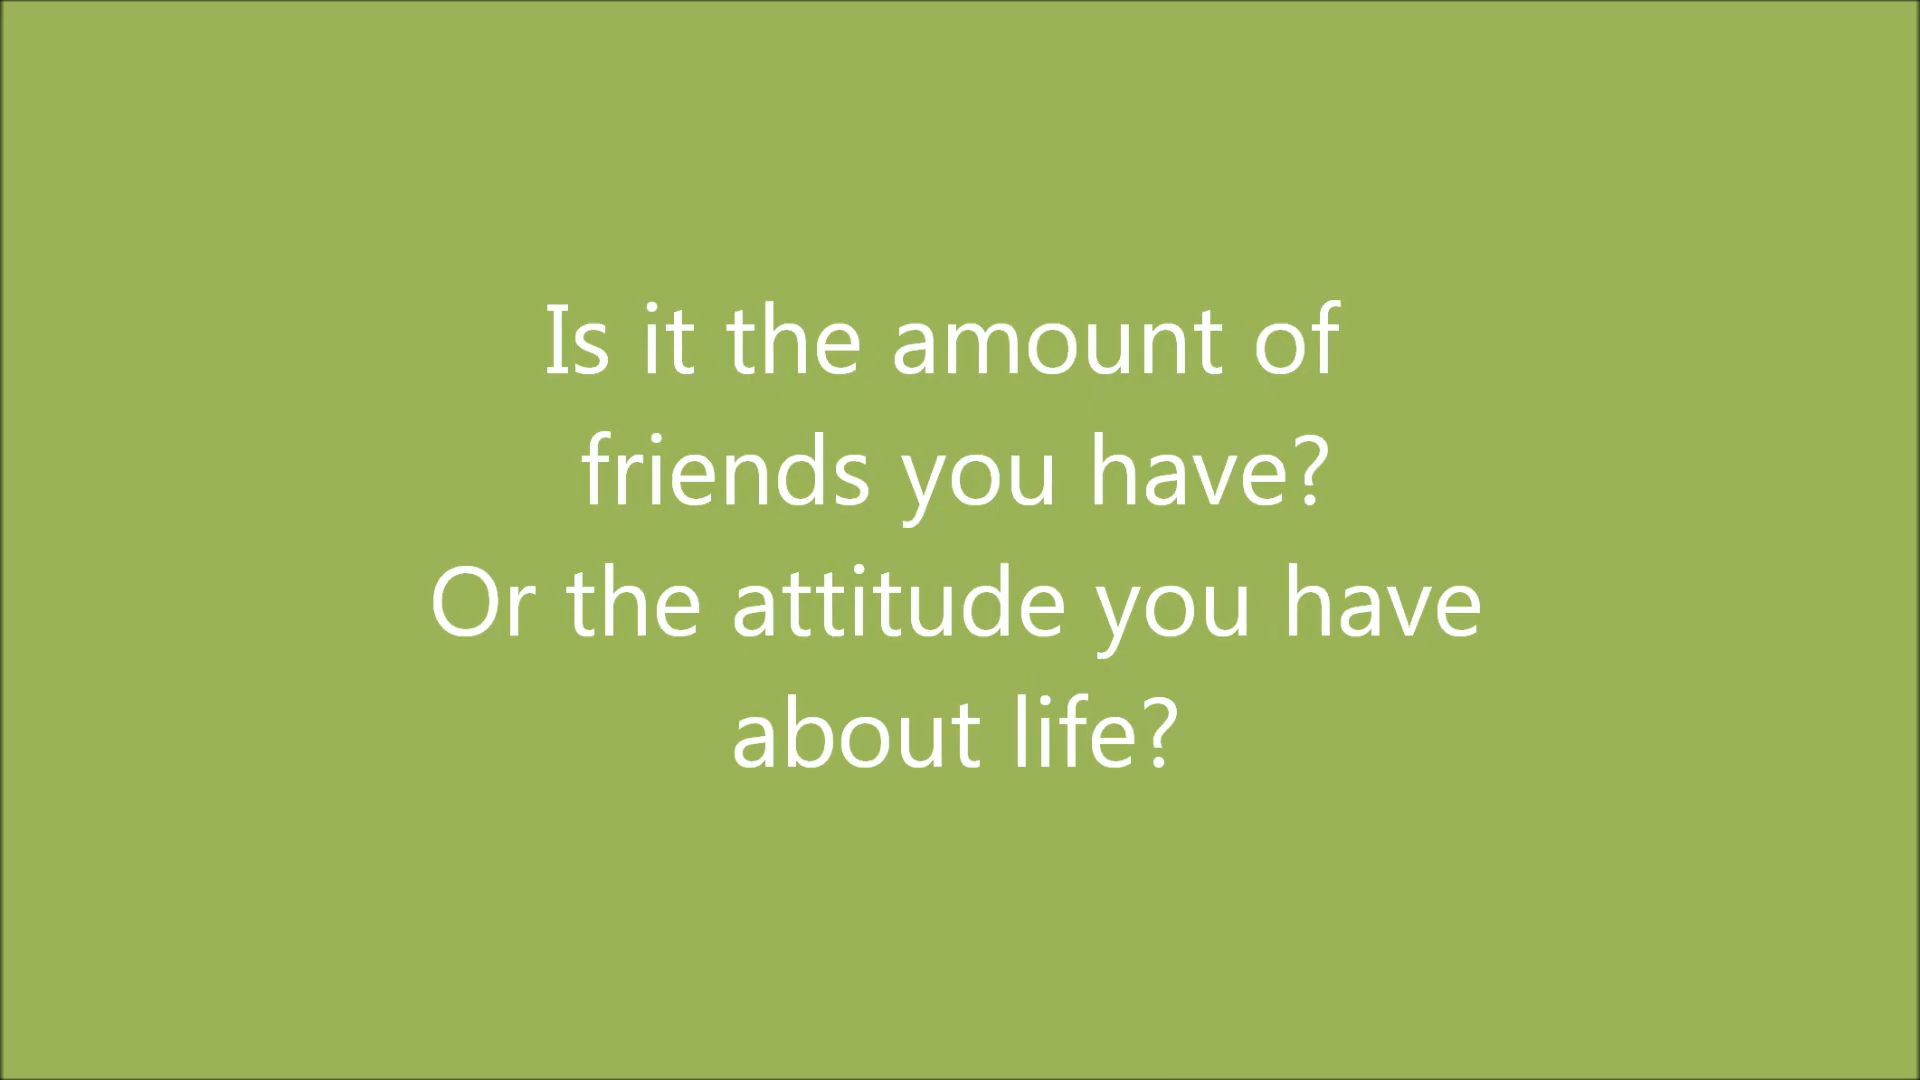 Is it the amount of
friends you have?
Or the attitude you have
about life?